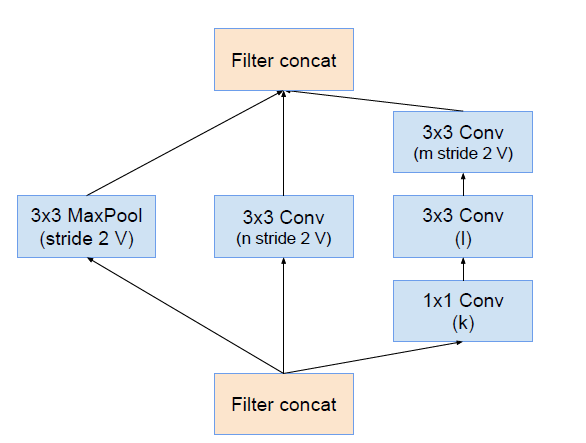 Filter concat
3x3 Conv
(m stride 2 V)
3x3 MaxPool
(stride 2 V)
3x3 Conv
(n stride 2 V)
3x3 Conv
(l)
1x1 Conv
(k)
Filter concat